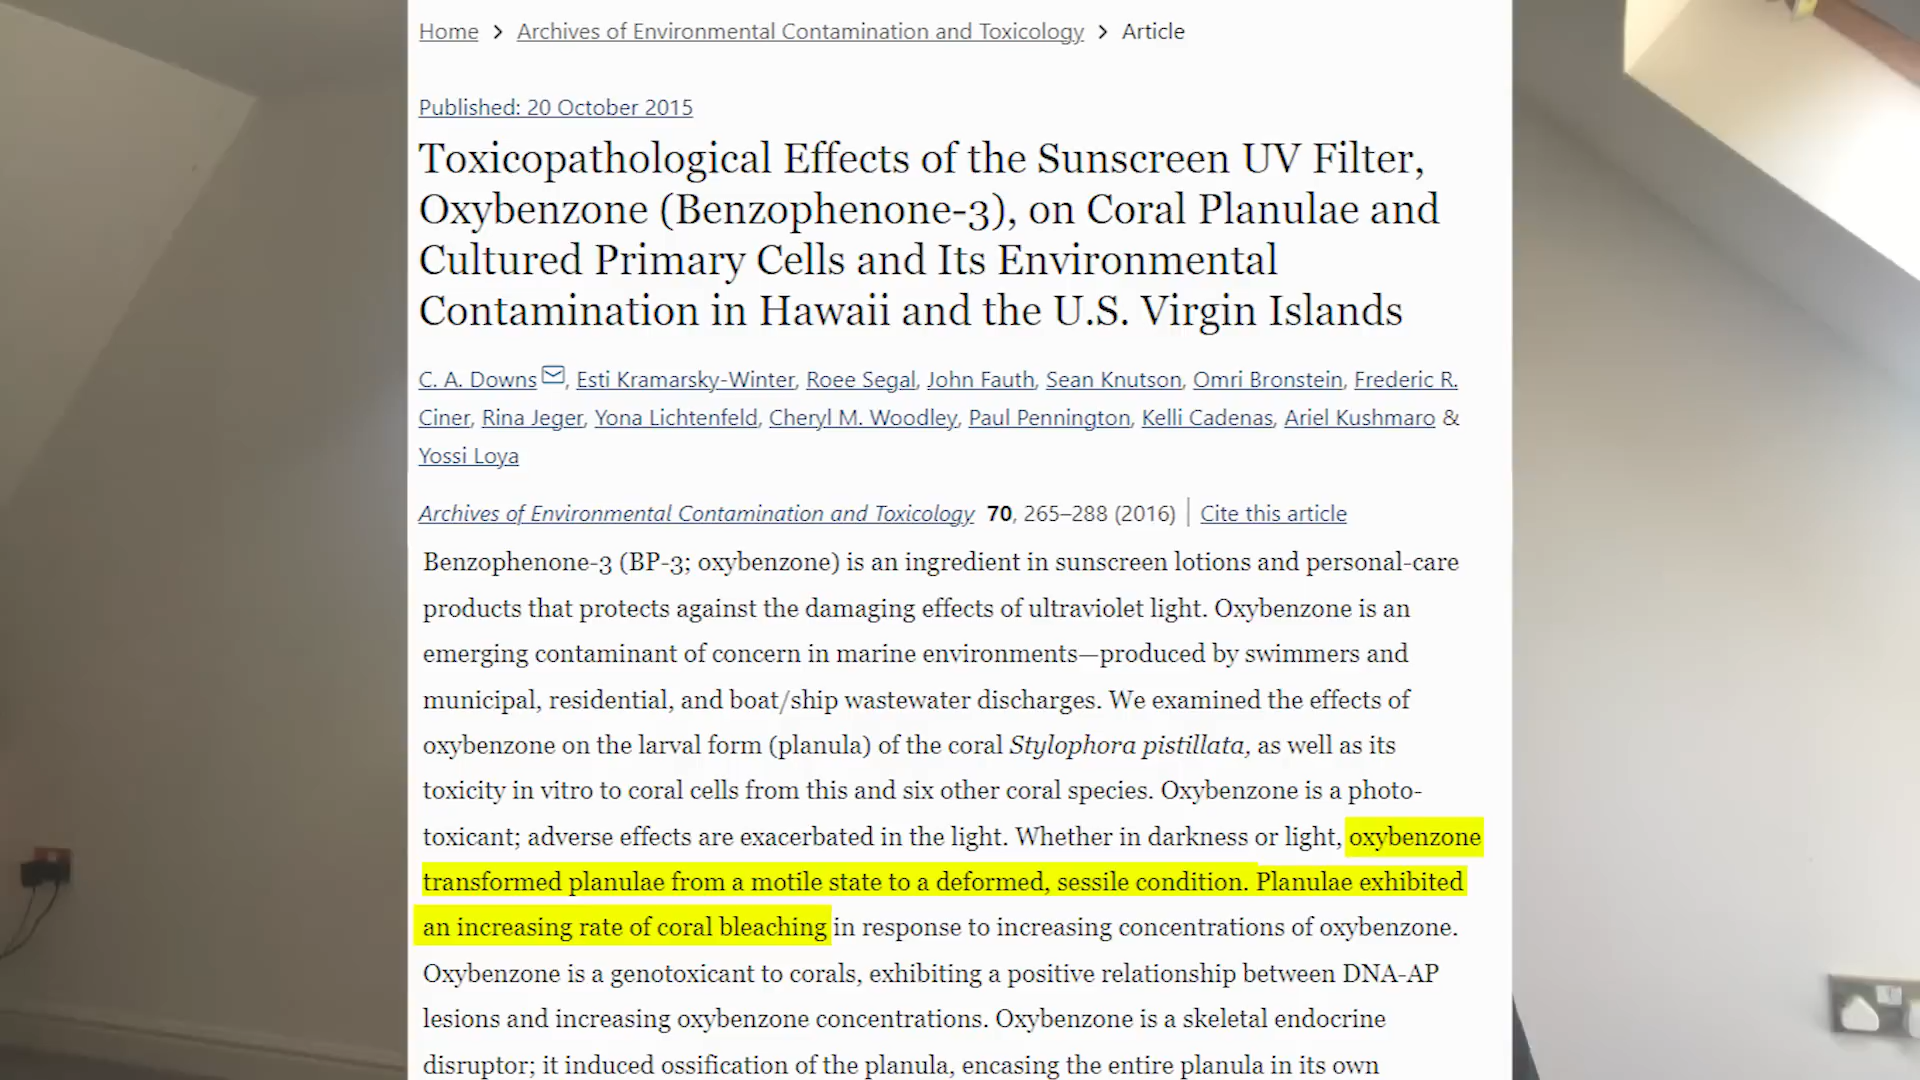 Home > Archives of Environmental Contamination and Toxicology > Article
Published: 20 October 2015
Toxicopathological Effects of the Sunscreen UV Filter,
Oxybenzone (Benzophenone-3), on Coral Planulae and
Cultured Primary Cells and Its Environmental
Contamination in Hawaii and the U.S. Virgin Islands
C. A. Downs, Esti Kramarsky-Winter, Roee Segal, John Fauth, Sean Knutson, Omri Bronstein, Frederic R.
Ciner, Rina Jeger, Yona Lichtenfeld, Cheryl M. Woodley, Paul Pennington, Kelli Cadenas, Ariel Kushmaro &
Yossi Loya
Archives of Environmental Contamination and Toxicology 70, 265–288 (2016) | Cite this article
Benzophenone-3 (BP-3; oxybenzone) is an ingredient in sunscreen lotions and personal-care
products that protects against the damaging effects of ultraviolet light. Oxybenzone is an
emerging contaminant of concern in marine environments—produced by swimmers and
municipal, residential, and boat/ship wastewater discharges. We examined the effects of
oxybenzone on the larval form (planula) of the coral Stylophora pistillata, as well as its
toxicity in vitro to coral cells from this and six other coral species. Oxybenzone is a photo-
toxicant; adverse effects are exacerbated in the light. Whether in darkness or light, oxybenzone
transformed planulae from a motile state to a deformed, sessile condition. Planulae exhibited
an increasing rate of coral bleaching in response to increasing concentrations of oxybenzone.
Oxybenzone is a genotoxicant to corals, exhibiting a positive relationship between DNA-AP
lesions and increasing oxybenzone concentrations. Oxybenzone is a skeletal endocrine
disruptor; it induced ossification of the planula, encasing the entire planula in its own